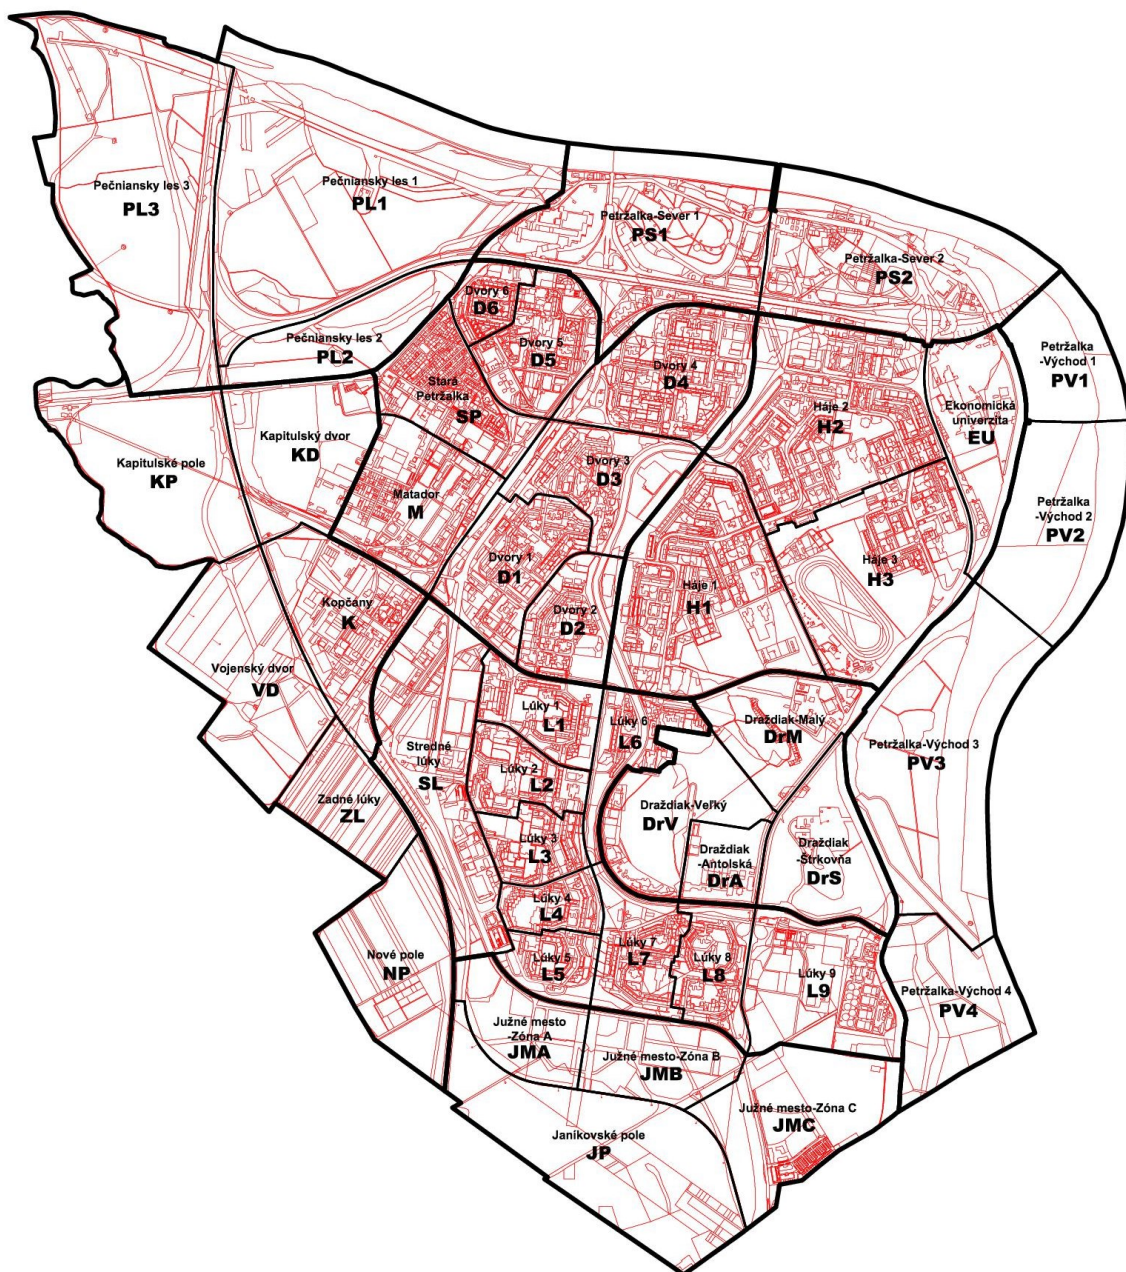 Pečniansky les 3
PL3
Pečniansky les 1
PL1
Petržalka-Sever 1
PS1
Petržalka-Sever 2
PS2
Dvory 6
D6
Pečniansky les 2
PL2
Dvory 5
D5
Dvory 4
D4
Petržalka
-Východ 1
PV1
Stará
Petržalka
SP
Háje 2
H2
Ekonomická
univerzita
EU
Kapitulský dvor
KD
Kapitulské pole
KP
Dvory 3
D3
Matador
M
Petržalka
-Východ 2
PV2
Dvory 1
D1
Háje 3
H3
Háje 1
H1
Kopčany
K
Dvory 2
D2
Vojenský dvor
VD
Lúky 1
L1
Lúky 6
L6
Draždiak-Malý
DrM
Petržalka-Východ 3
PV3
Stredné
lúky
SL
Lúky 2
L2
Zadné lúky
ZL
Draždiak-Veľký
DrV
Lúky 3
L3
Draždiak
-Antolská
DrA
Draždiak
-Štrkovňa
DrS
Lúky 4
L4
Nové pole
NP
Lúky 5
L5
Lúky 7
L7
Lúky 8
L8
Lúky 9
L9
Petržalka-Východ 4
PV4
Južné mesto
-Zóna A
JMA
Južné mesto-Zóna B
JMB
Južné mesto-Zóna C
JMC
Janíkovské pole
JP